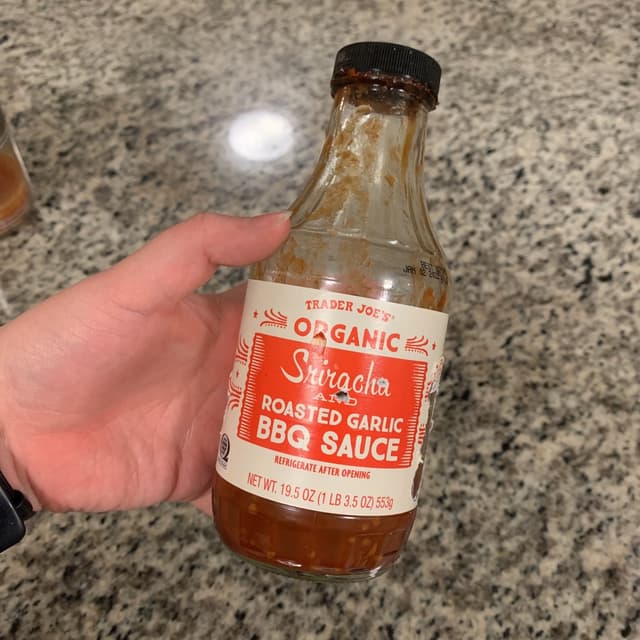 TRADER JOE'S
ORGANIC
Sriracha
AND
ROASTED GARLIC
BBQ SAUCE
REFRIGERATE AFTER OPENING
NET WT. 19.5 OZ (1 LB 3.5 OZ) 553g